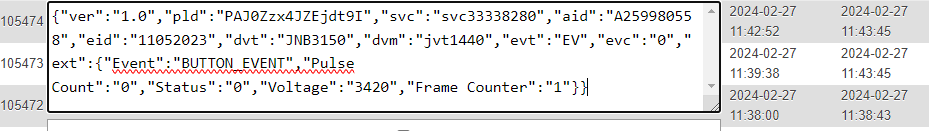 105474
{"ver":"1.0","pld":"PAJ0Zzx4JZEjdt9I","svc":"svc33338280","aid":"A25998055
8","eid":"11052023","dvt":"JNB3150","dvm":"jvt1440","evt":"EV","evc":"0","
ext":{"Event":"BUTTON_EVENT","Pulse
Count":"0","Status":"0","Voltage":"3420","Frame Counter":"1"}}
2024-02-27 2024-02-27
11:42:52 11:43:45
105473
2024-02-27 2024-02-27
11:39:38 11:43:45
105472
2024-02-27 2024-02-27
11:38:00 11:38:43